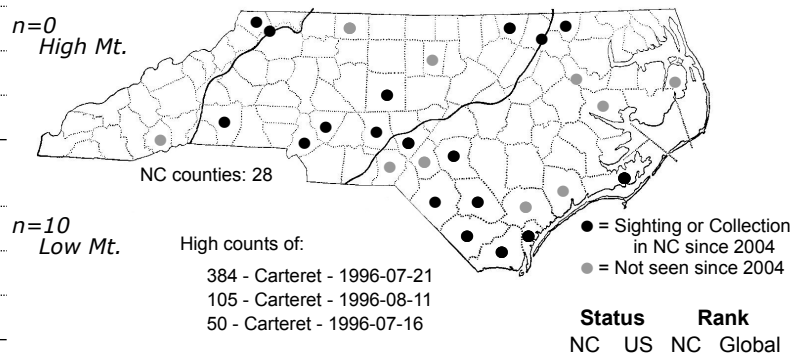 n=0
High Mt.
NC counties: 28
n=10
Low Mt.
High counts of:
384 - Carteret - 1996-07-21
105 - Carteret - 1996-08-11
50 - Carteret - 1996-07-16
= Sighting or Collection
in NC since 2004
= Not seen since 2004
Status Rank
NC US NC Global